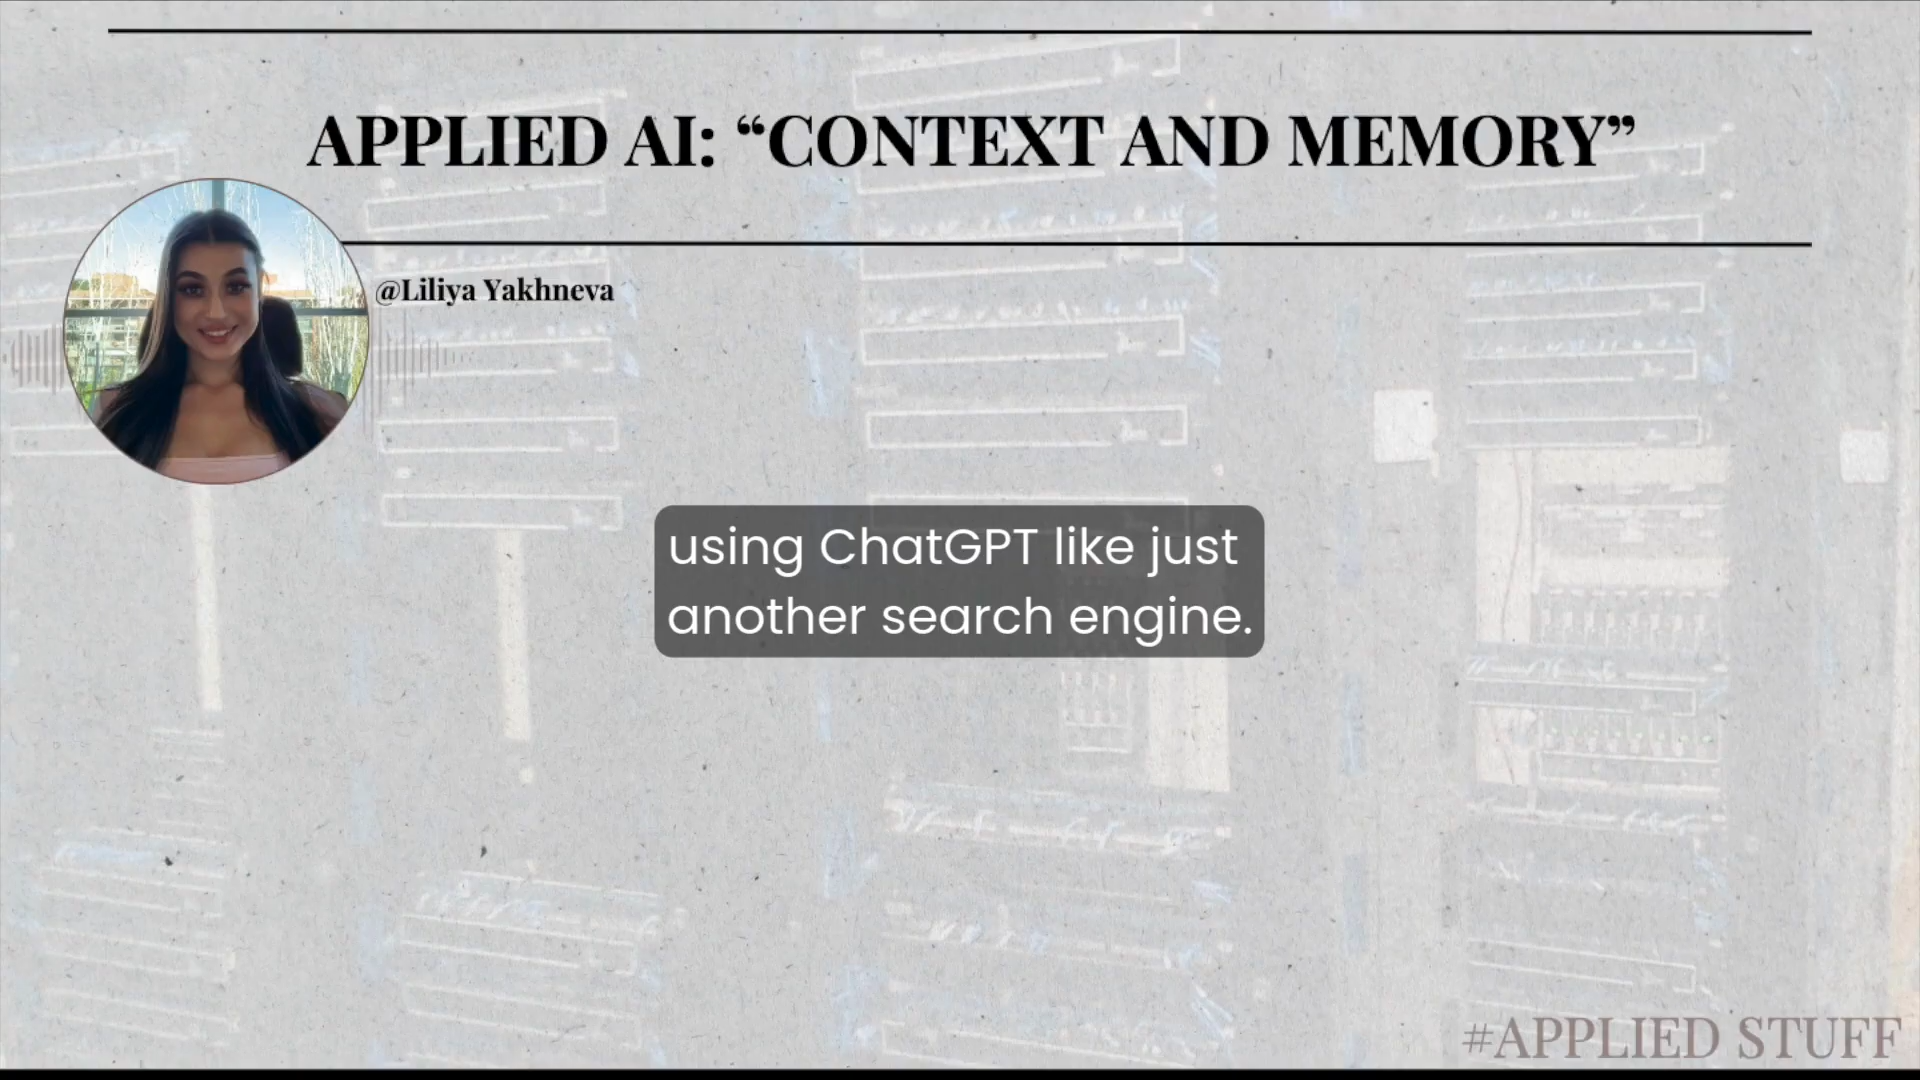 APPLIED AI: “CONTEXT AND MEMORY”
@Liliya Yakhneva
using ChatGPT like just
another search engine.
#APPLIED STUFF